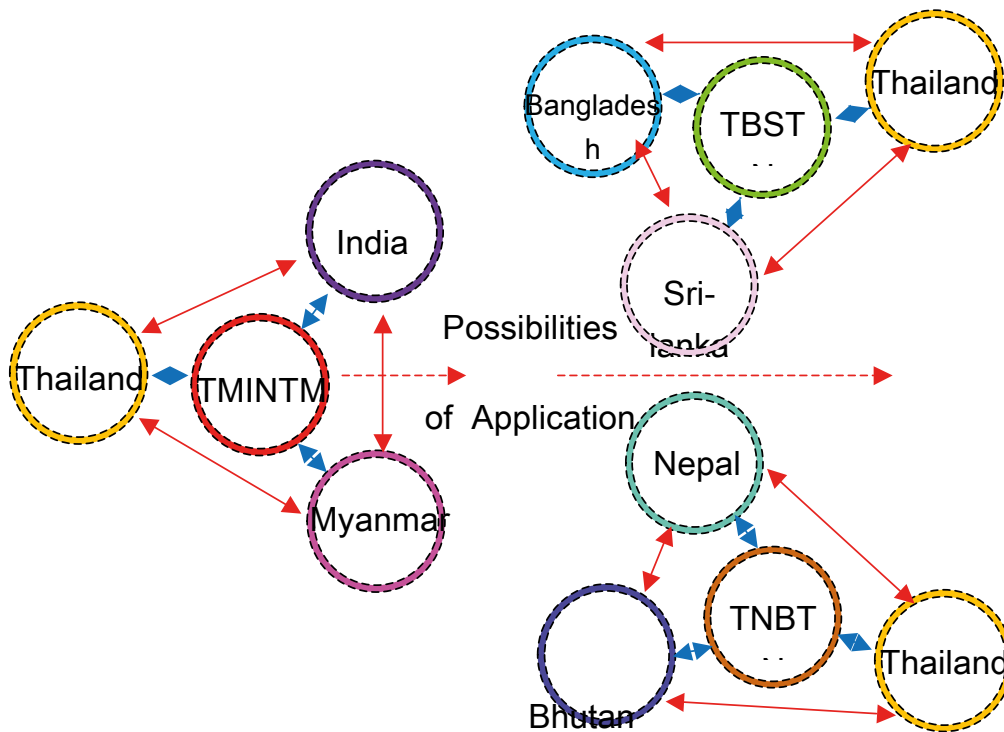 Thailand
TMINTM
India
Myanmar
Possibilities
of Application
Banglades
h
TBST
Thailand
Sri-
lanka
Nepal
TNBT
Bhutan
Thailand